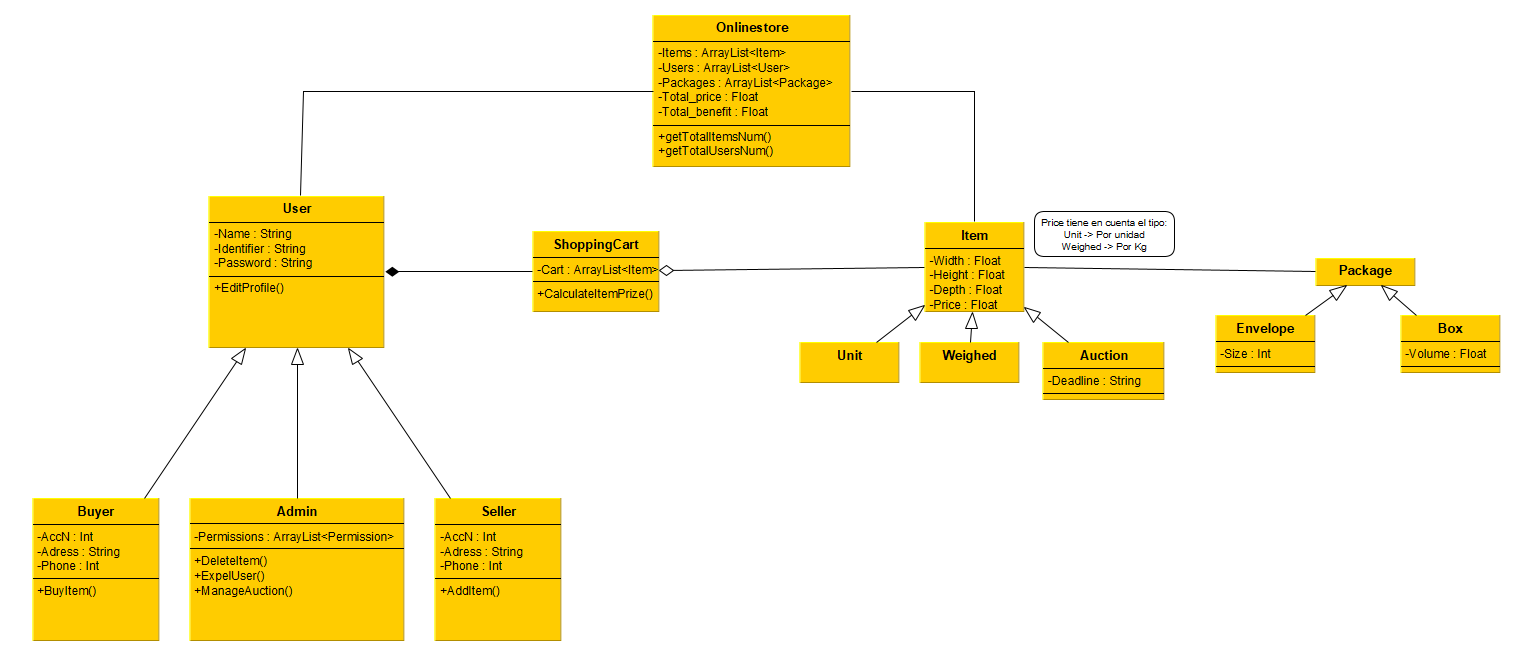 Onlinestore
-Items : ArrayList<Item>
-Users : ArrayList<User>
-Packages : ArrayList<Package>
-Total_price : Float
-Total_benefit : Float
+getTotalItemsNum()
+getTotalUsersNum()
User
-Name : String
-Identifier : String
-Password : String
+EditProfile()
ShoppingCart
-Cart : ArrayList<Item>
+CalculateItemPrize()
Item
-Width : Float
-Height : Float
-Depth : Float
-Price : Float
Price tiene en cuenta el tipo:
Unit -> Por unidad
Weighed -> Por Kg
Package
Envelope
-Size : Int
Box
-Volume : Float
Unit
Weighed
Auction
-Deadline : String
Buyer
-AccN : Int
-Adress : String
-Phone : Int
+BuyItem()
Admin
-Permissions : ArrayList<Permission>
+DeleteItem()
+ExpelUser()
+ManageAuction()
Seller
-AccN : Int
-Adress : String
-Phone : Int
+AddItem()